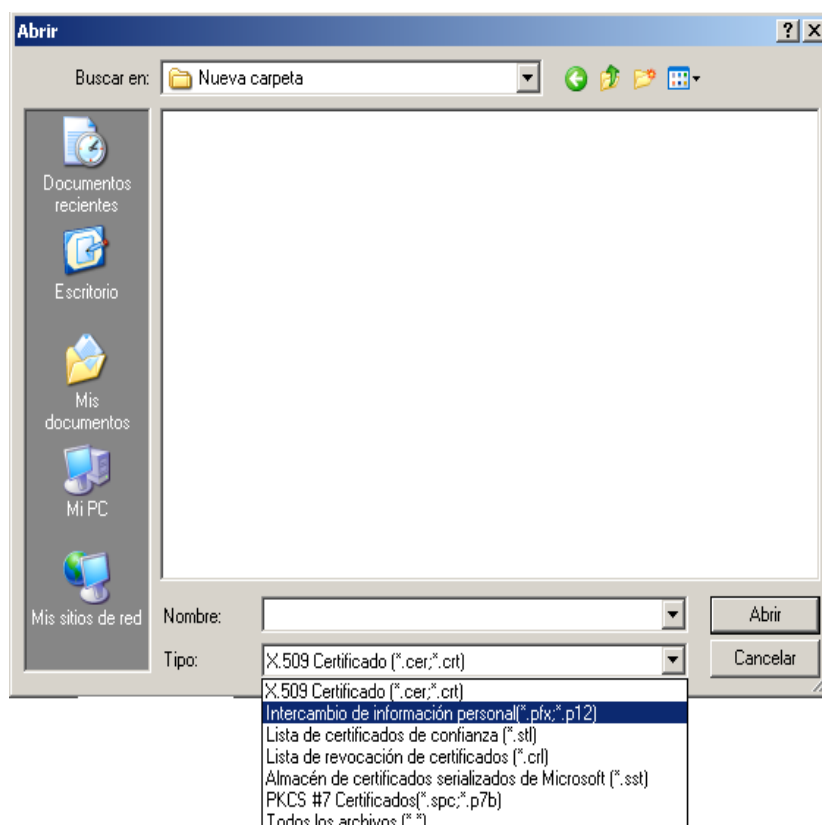 Abrir
Buscar en:
Nueva carpeta
Documentos
recientes
Escritorio
Mis
documentos
Mi PC
Mis sitios de red
Nombre:
Abrir
Tipo:
X.509 Certificado (*.cer;*.crt)
Cancelar
X.509 Certificado (*.cer;*.crt)
Intercambio de información personal(*.pfx;*.p12)
Lista de certificados de confianza (*.stl)
Lista de revocación de certificados (*.crl)
Almacén de certificados serializados de Microsoft (*.sst)
PKCS #7 Certificados(*.spc;*.p7b)
Todos los archivos (*.*)